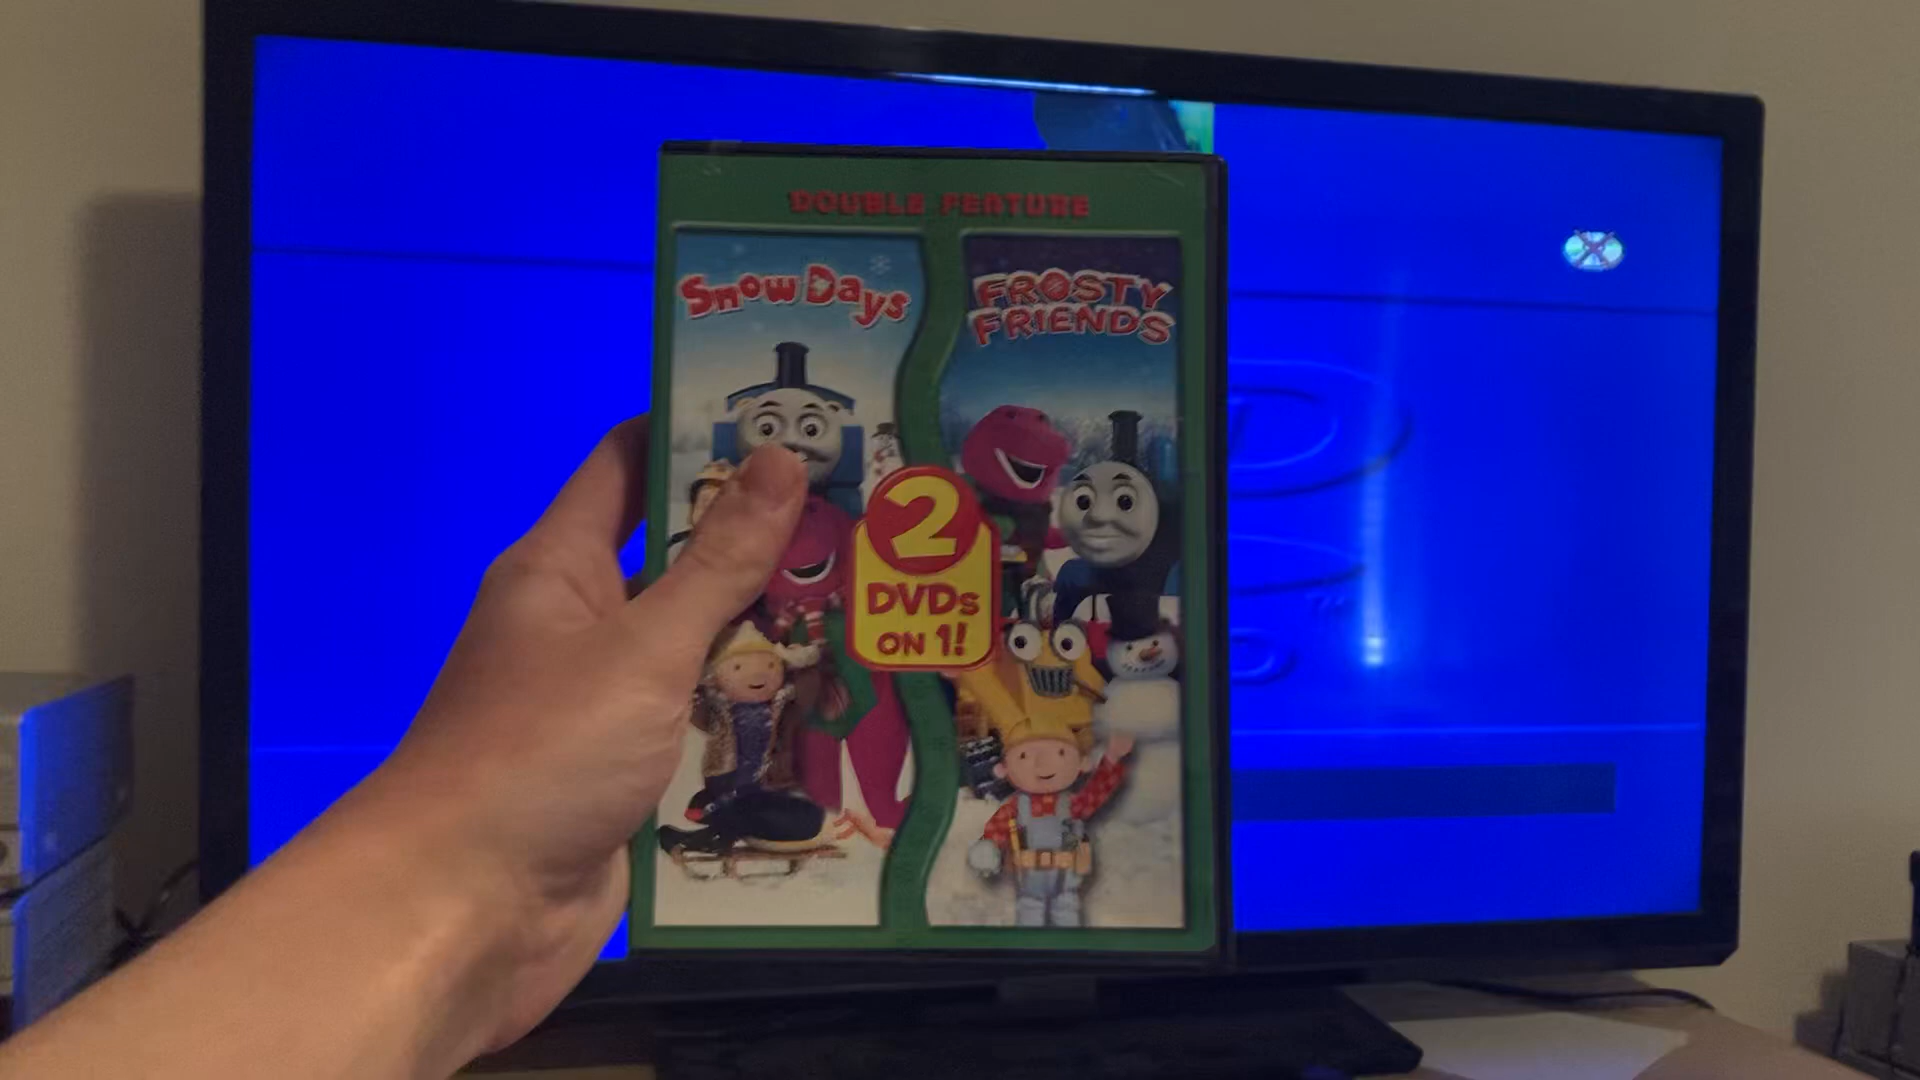 DOUBLE FEATURE
Snow Days
FROSTY
FRIENDS
2
DVDs
ON 1!